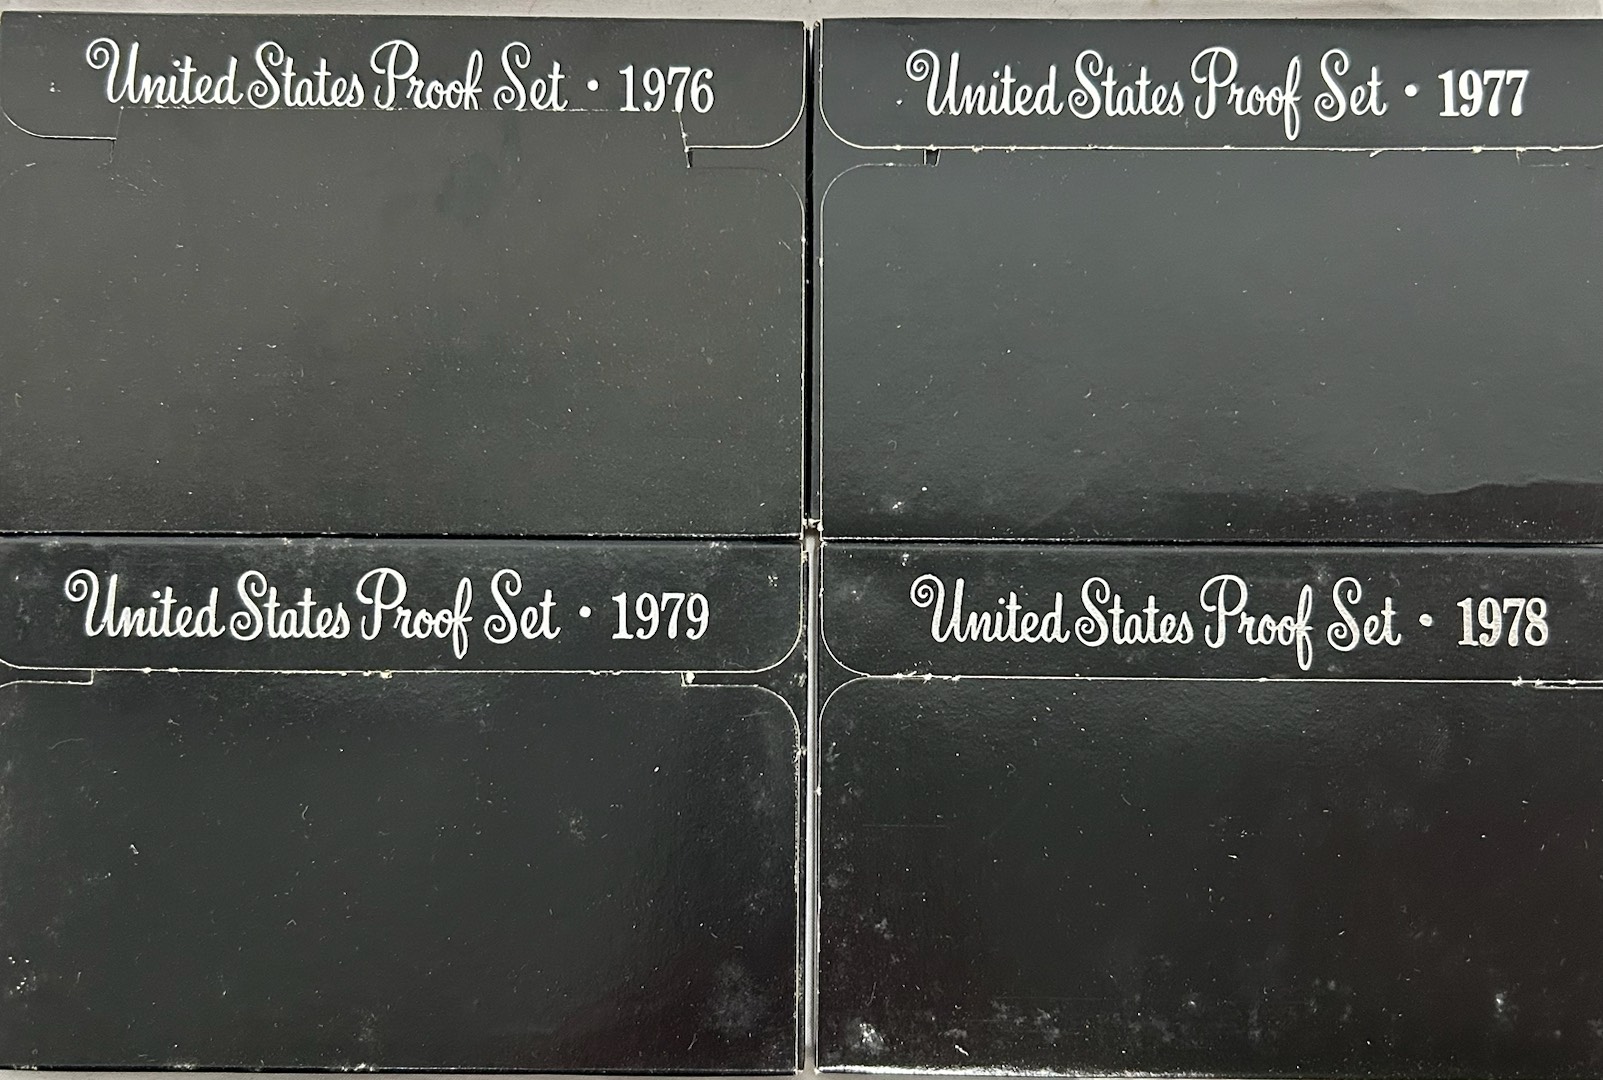 United States Proof Set • 1976
United States Proof Set • 1977
United States Proof Set • 1979
United States Proof Set • 1978